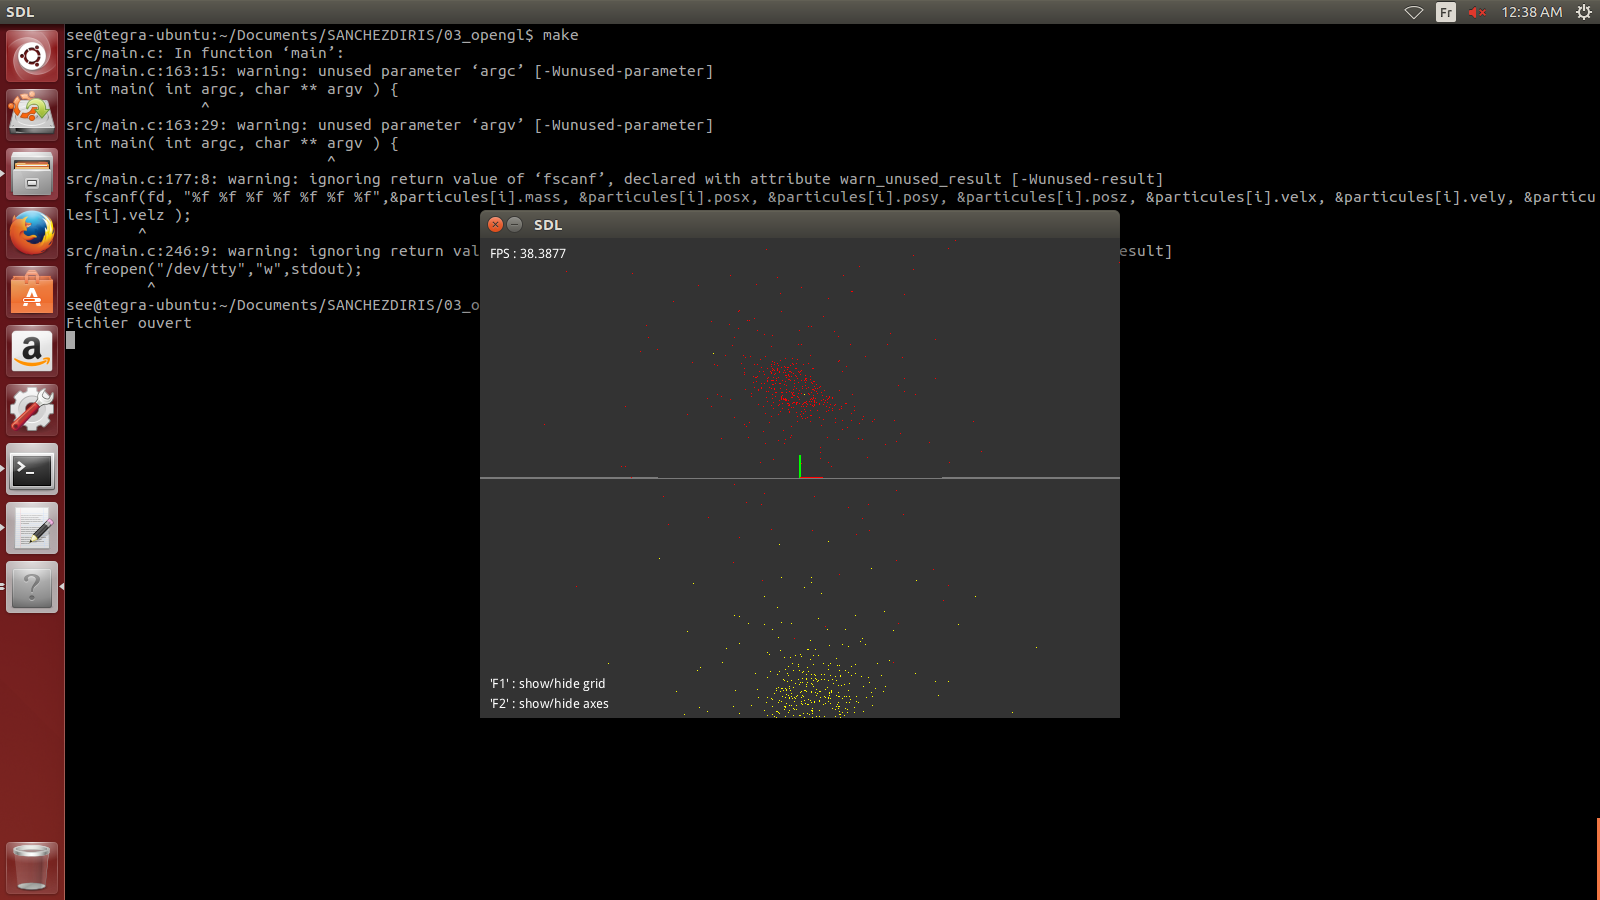 SDL
Fr
12:38 AM
see@tegra-ubuntu:~/Documents/SANCHEZDIRIS/03_opengl$ make
src/main.c: In function ‘main’:
src/main.c:163:15: warning: unused parameter ‘argc’ [-Wunused-parameter]
int main( int argc, char ** argv ) {
^
src/main.c:163:29: warning: unused parameter ‘argv’ [-Wunused-parameter]
int main( int argc, char ** argv ) {
^
src/main.c:177:8: warning: ignoring return value of ‘fscanf’, declared with attribute warn_unused_result [-Wunused-result]
fscanf(fd, "%f %f %f %f %f %f %f",&particules[i].mass, &particules[i].posx, &particules[i].posy, &particules[i].posz, &particules[i].velx, &particules[i].vely, &particu
les[i].velz );
^
src/main.c:246:9: warning: ignoring return val
esult]
freopen("/dev/tty","w",stdout);
^
see@tegra-ubuntu:~/Documents/SANCHEZDIRIS/03_o
Fichier ouvert
SDL
FPS : 38.3877
'F1' : show/hide grid
'F2' : show/hide axes